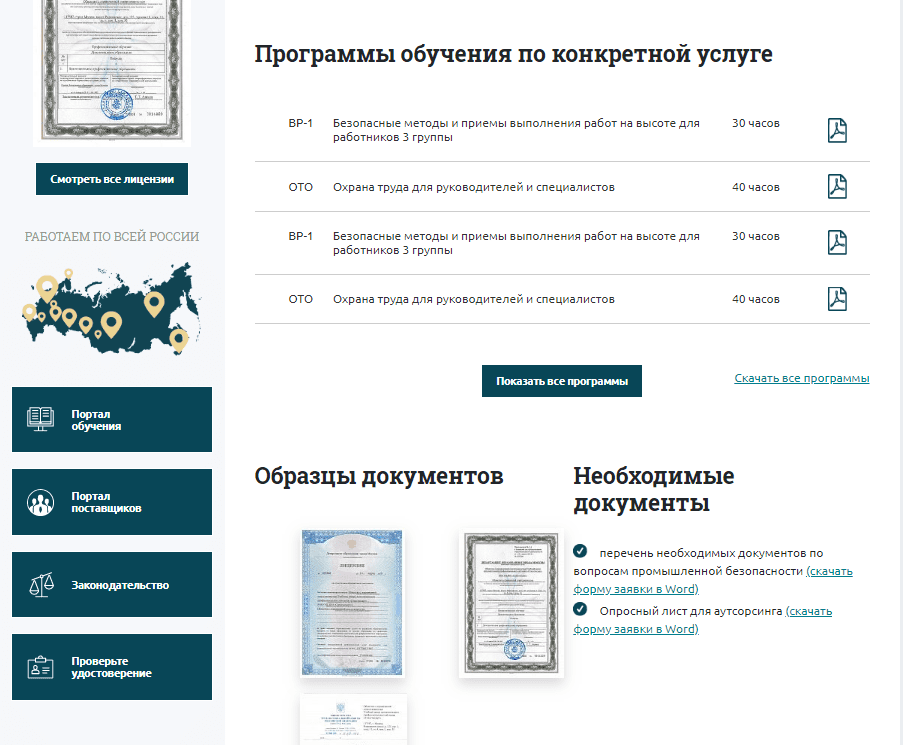 Смотреть все лицензии
РАБОТАЕМ ПО ВСЕЙ РОССИИ
Портал
обучения
Портал
поставщиков
Законодательство
Проверьте
удостоверение
Программы обучения по конкретной услуге
ВР-1 Безопасные методы и приемы выполнения работ на высоте для 30 часов
работников 3 группы
ОТО Охрана труда для руководителей и специалистов 40 часов
ВР-1 Безопасные методы и приемы выполнения работ на высоте для 30 часов
работников 3 группы
ОТО Охрана труда для руководителей и специалистов 40 часов
Показать все программы
Скачать все программы
Образцы документов
Необходимые
документы
перечень необходимых документов по
вопросам промышленной безопасности (скачать
форму заявки в Word)
Опросный лист для аутсорсинга (скачать
форму заявки в Word)